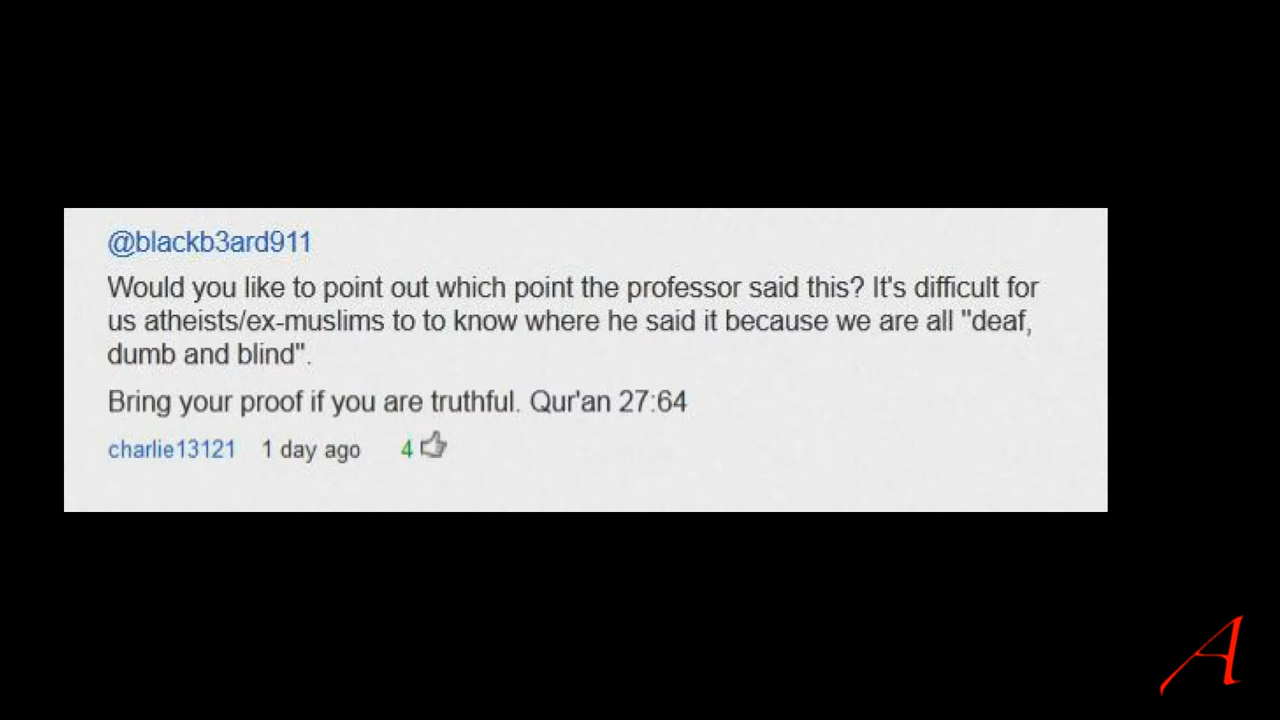 @blackb3ard911
Would you like to point out which point the professor said this? It's difficult for
us atheists/ex-muslims to to know where he said it because we are all "deaf,
dumb and blind".
Bring your proof if you are truthful. Qur'an 27:64
charlie13121 1 day ago 4
A